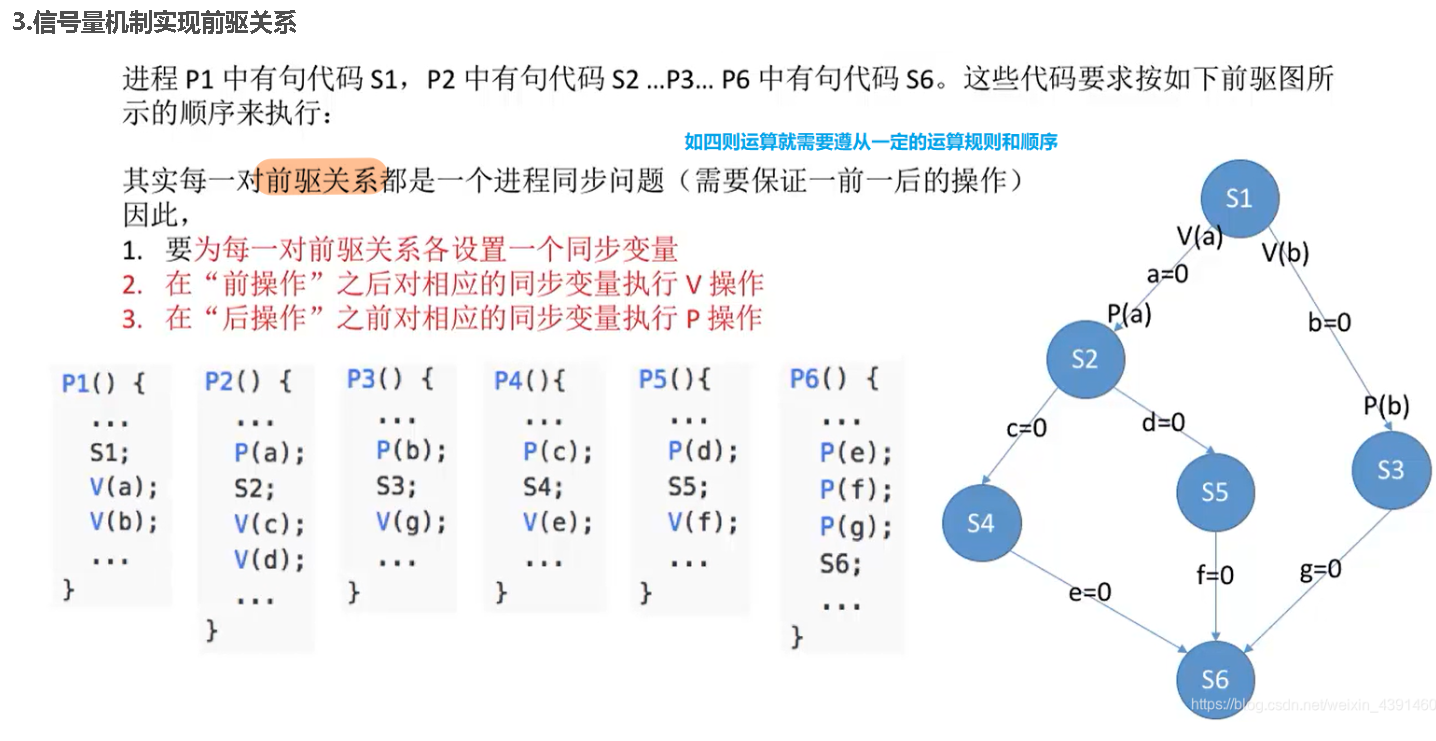 3.信号量机制实现前驱关系
进程 P1 中有句代码 S1，P2 中有句代码 S2 …P3… P6 中有句代码 S6。这些代码要求按如下前驱图所
示的顺序来执行：
如四则运算就需要遵从一定的运算规则和顺序
其实每一对前驱关系都是一个进程同步问题（需要保证一前一后的操作）
因此，
1. 要为每一对前驱关系各设置一个同步变量
2. 在“前操作”之后对相应的同步变量执行 V 操作
3. 在“后操作”之前对相应的同步变量执行 P 操作
P1() {
...
S1;
V(a);
V(b);
...
}
P2() {
...
P(a);
S2;
V(c);
V(d);
...
}
P3() {
...
P(b);
S3;
V(g);
...
}
P4(){
...
P(c);
S4;
V(e);
...
}
P5(){
...
P(d);
S5;
V(f);
...
}
P6() {
...
P(e);
P(f);
P(g);
S6;
...
}
S1
V(a)
V(b)
a=0
P(a)
b=0
S2
P(b)
c=0
d=0
S3
S5
S4
f=0
g=0
e=0
S6
https://blog.csdn.net/weixin_4391460